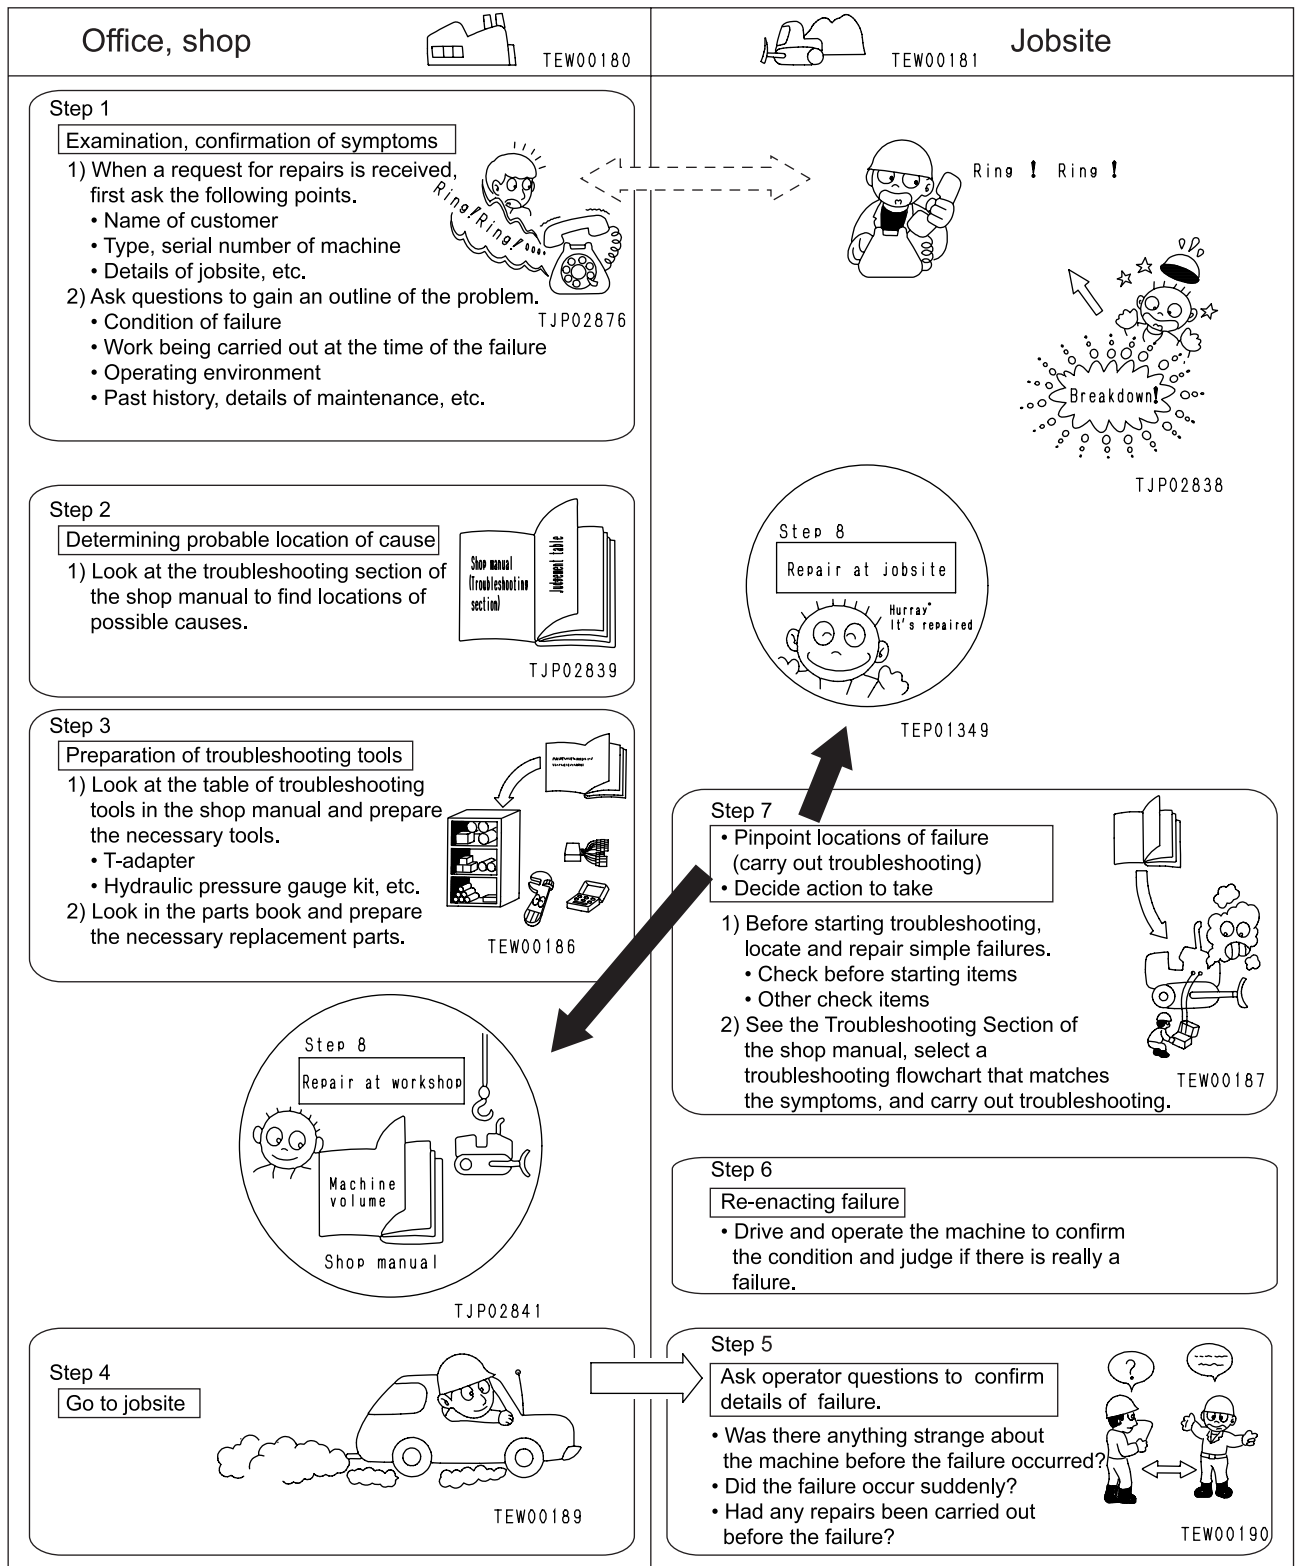 Office, shop
TEW00180
TEW00181
Jobsite
Step 1
Examination, confirmation of symptoms
1) When a request for repairs is received,
first ask the following points.
• Name of customer
• Type, serial number of machine
• Details of jobsite, etc.
2) Ask questions to gain an outline of the problem.
• Condition of failure
• Work being carried out at the time of the failure
• Operating environment
• Past history, details of maintenance, etc.
Ring! Ring! ....
TJP02876
Ring ! Ring !
Breakdown!
TJP02838
Step 2
Determining probable location of cause
1) Look at the troubleshooting section of
the shop manual to find locations of
possible causes.
Shop manual
(Troubleshooting
section)
Judgement table
TJP02839
Step 8
Repair at jobsite
Hurray"
It's repaired
TEP01349
Step 3
Preparation of troubleshooting tools
1) Look at the table of troubleshooting
tools in the shop manual and prepare
the necessary tools.
• T-adapter
• Hydraulic pressure gauge kit, etc.
2) Look in the parts book and prepare
the necessary replacement parts.
TEW00186
Step 7
• Pinpoint locations of failure
(carry out troubleshooting)
• Decide action to take
1) Before starting troubleshooting,
locate and repair simple failures.
• Check before starting items
• Other check items
2) See the Troubleshooting Section of
the shop manual, select a
troubleshooting flowchart that matches
the symptoms, and carry out troubleshooting.
TEW00187
Step 8
Repair at workshop
Machine
volume
Shop manual
TJP02841
Step 6
Re-enacting failure
• Drive and operate the machine to confirm
the condition and judge if there is really a
failure.
Step 4
Go to jobsite
TEW00189
Step 5
Ask operator questions to confirm
details of failure.
• Was there anything strange about
the machine before the failure occurred?
• Did the failure occur suddenly?
• Had any repairs been carried out
before the failure?
?
TEW00190